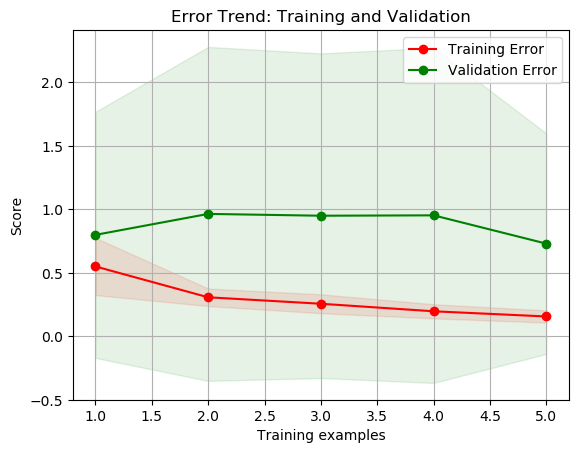 Error Trend: Training and Validation
Training Error
Validation Error
2.0
1.5
1.0
0.5
0.0
−0.5
Score
1.0 1.5 2.0 2.5 3.0 3.5 4.0 4.5 5.0
Training examples